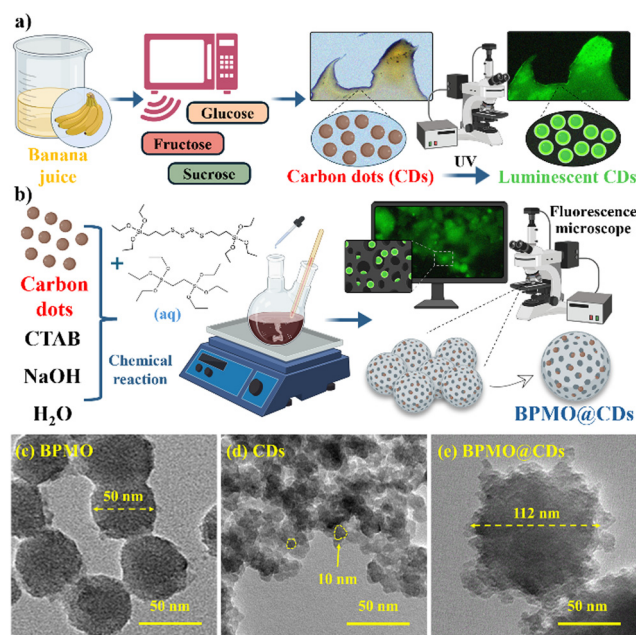 a)
Glucose
Fructose
Sucrose
Banana
juice
Carbon dots (CDs)
UV
Luminescent CDs
b)
Carbon
dots
CTAB
NaOH
H₂O
+
(aq)
Chemical
reaction
Fluorescence
microscope
BPMO@CDs
(c) BPMO
50 nm
50 nm
(d) CDs
10 nm
50 nm
(e) BPMO@CDs
112 nm
50 nm